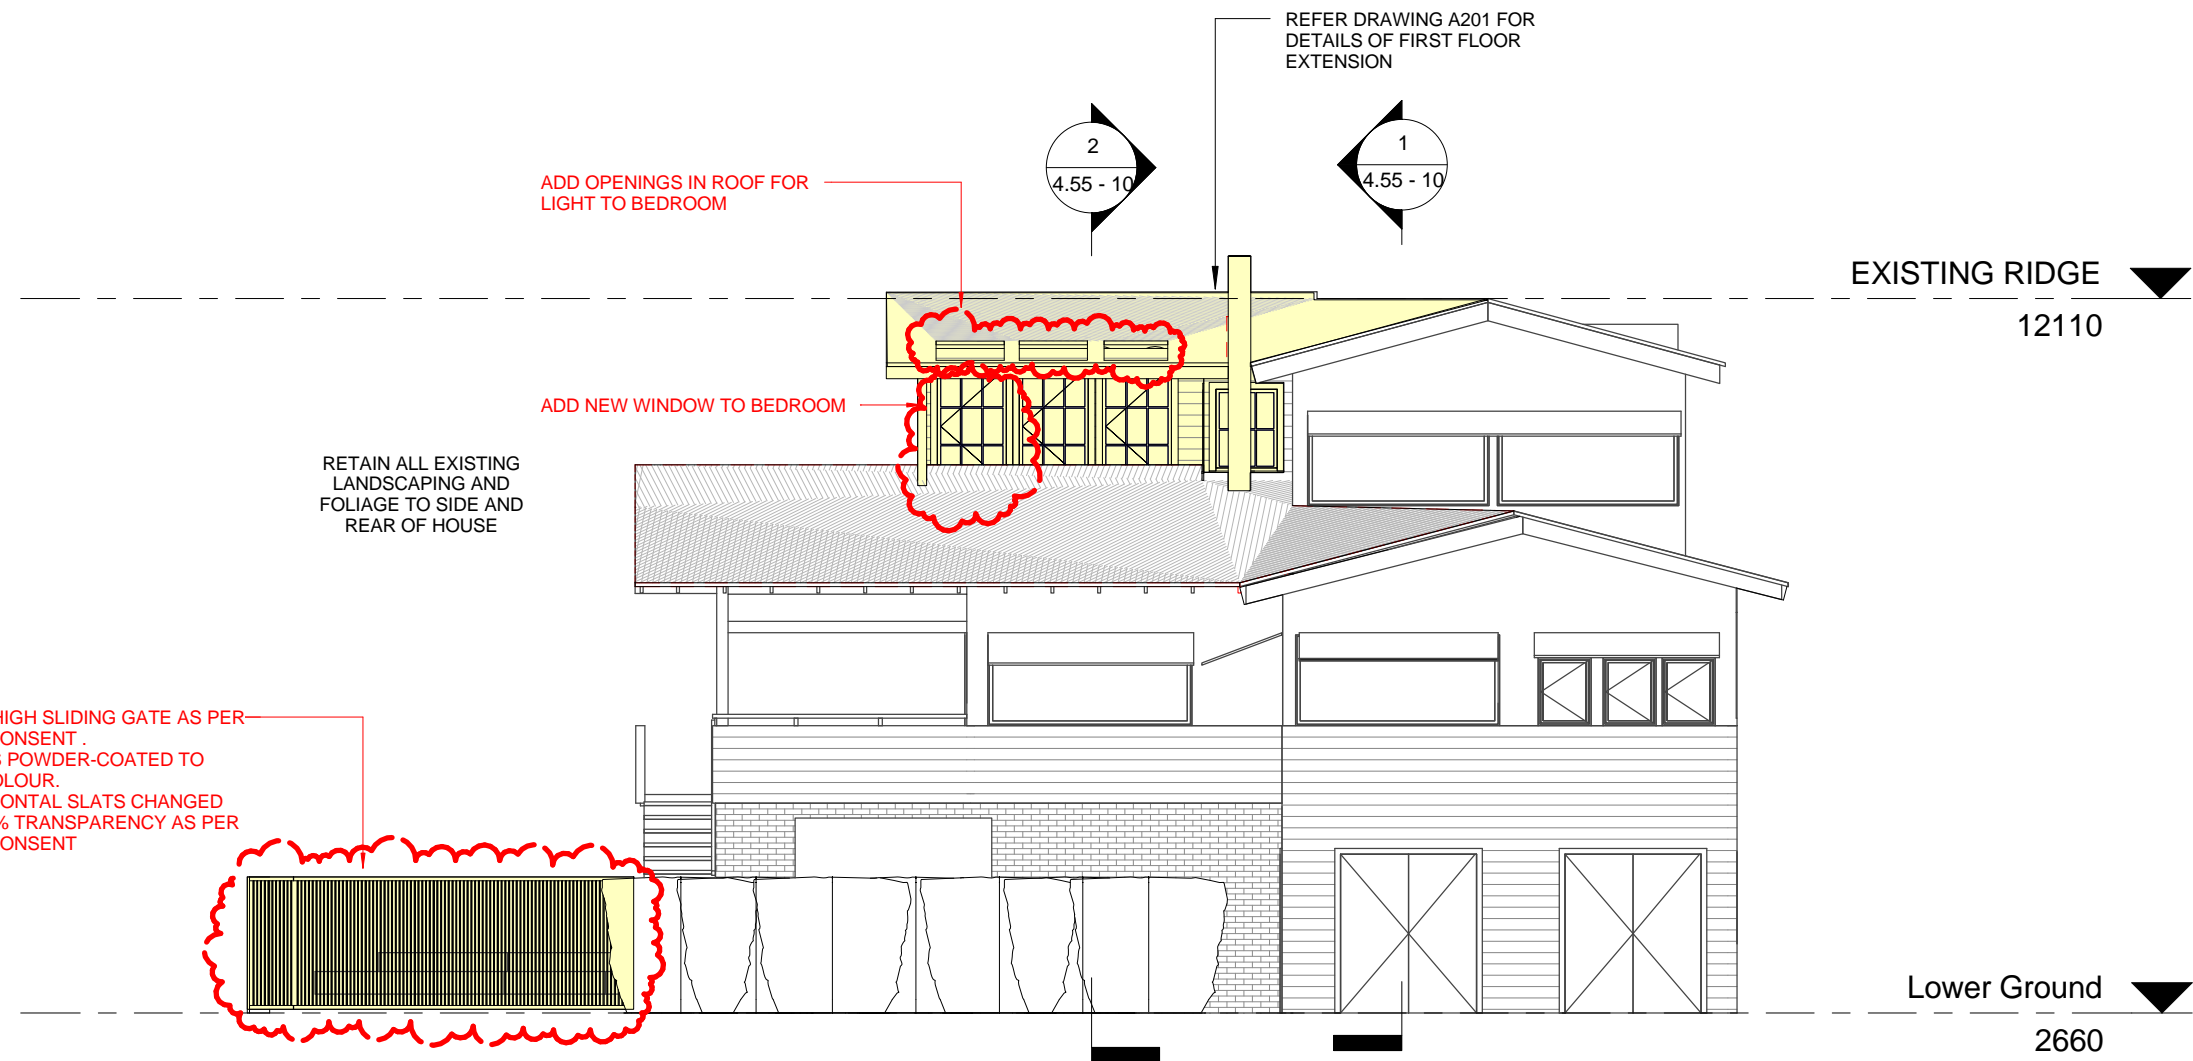 REFER DRAWING A201 FOR
DETAILS OF FIRST FLOOR
EXTENSION
2
4.55 - 10
1
4.55 - 10
ADD OPENINGS IN ROOF FOR
LIGHT TO BEDROOM
EXISTING RIDGE
12110
ADD NEW WINDOW TO BEDROOM
RETAIN ALL EXISTING
LANDSCAPING AND
FOLIAGE TO SIDE AND
REAR OF HOUSE
HIGH SLIDING GATE AS PER
ONSENT .
S POWDER-COATED TO
OLOUR.
ONTAL SLATS CHANGED
% TRANSPARENCY AS PER
ONSENT
Lower Ground
2660